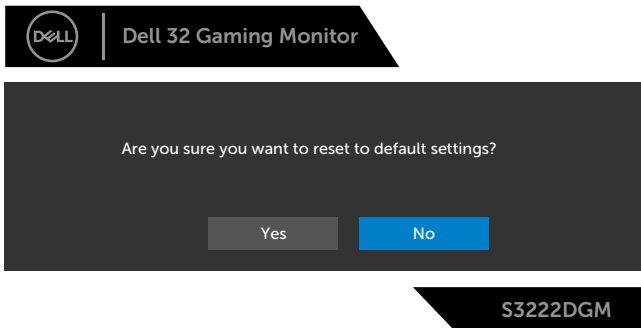 DELL
Dell 32 Gaming Monitor
Are you sure you want to reset to default settings?
Yes No
S3222DGM